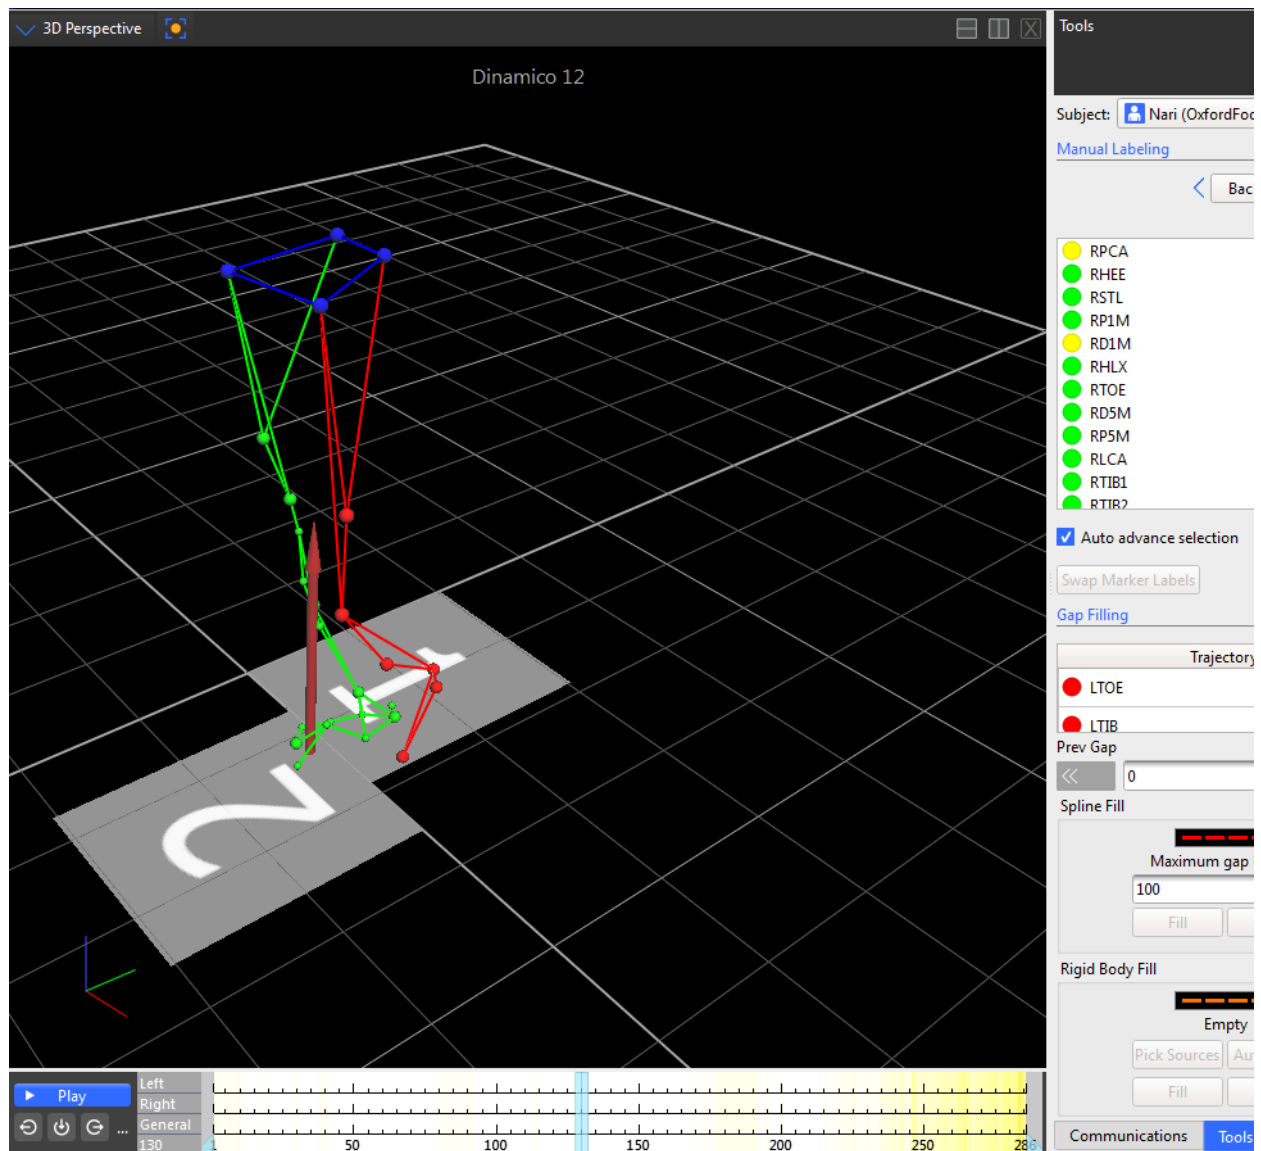 3D Perspective
Tools
Dinamico 12
Subject:
Nari (OxfordFoo
Manual Labeling
Bac
RPCA
RHEE
RSTL
RP1M
RD1M
RHLX
RTOE
RD5M
RP5M
RLCA
RTIB1
RTIB2
Auto advance selection
Swap Marker Labels
Gap Filling
Trajectory
LTOE
LTIB
Prev Gap
0
Spline Fill
Maximum gap
100
Fill
Rigid Body Fill
Empty
Pick Sources
Au
Fill
1
2
Play
Left
Right
General
130
1 50 100 150 200 250 286
Communications
Tools